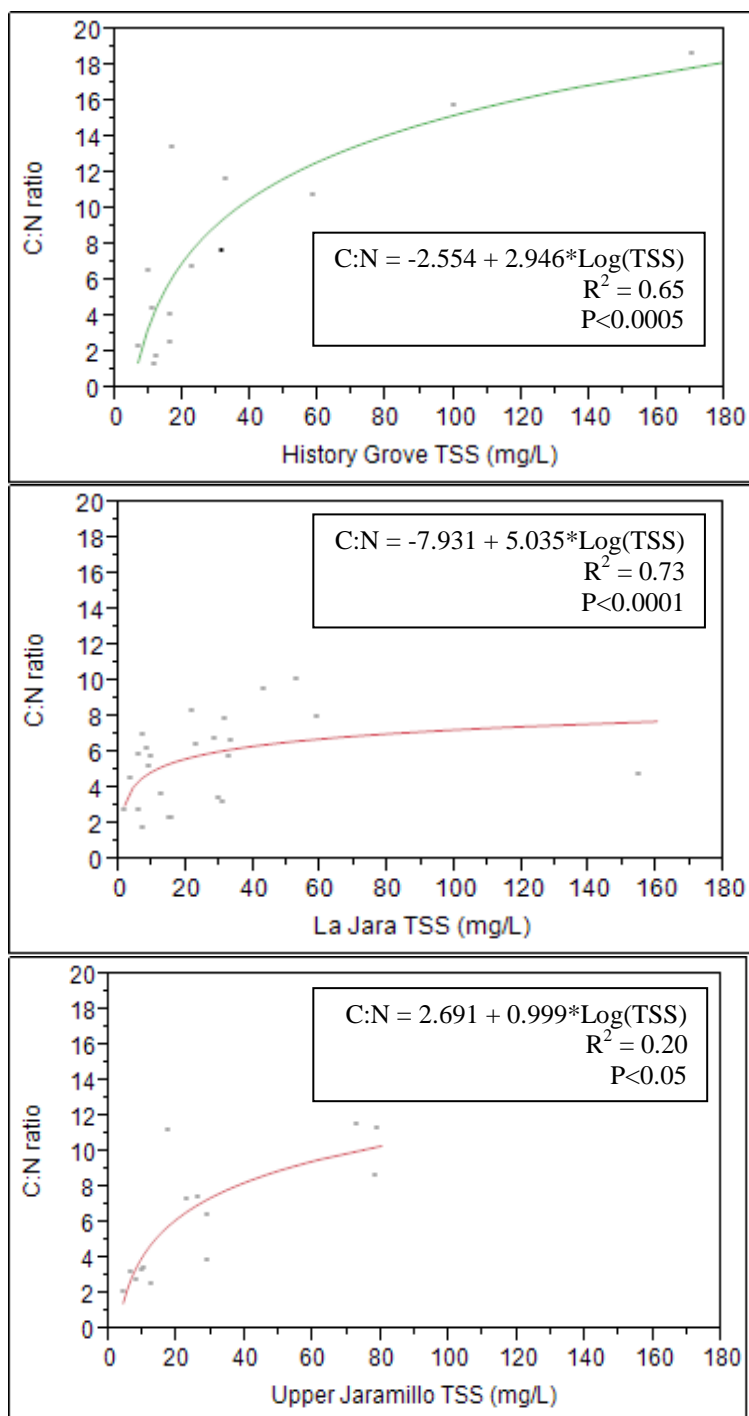 20
18
16
14
12
10
8
6
4
2
0
C:N ratio
C:N = -2.554 + 2.946*Log(TSS)
R² = 0.65
P<0.0005
0 20 40 60 80 100 120 140 160 180
History Grove TSS (mg/L)
20
18
16
14
12
10
8
6
4
2
0
C:N ratio
C:N = -7.931 + 5.035*Log(TSS)
R² = 0.73
P<0.0001
0 20 40 60 80 100 120 140 160 180
La Jara TSS (mg/L)
20
18
16
14
12
10
8
6
4
2
0
C:N ratio
C:N = 2.691 + 0.999*Log(TSS)
R² = 0.20
P<0.05
0 20 40 60 80 100 120 140 160 180
Upper Jaramillo TSS (mg/L)